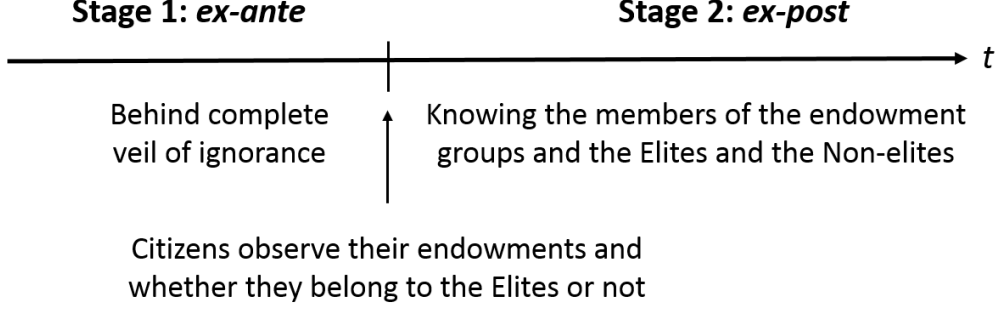 Stage 1: ex-ante
Stage 2: ex-post
t
Behind complete
veil of ignorance
Knowing the members of the endowment
groups and the Elites and the Non-elites
Citizens observe their endowments and
whether they belong to the Elites or not